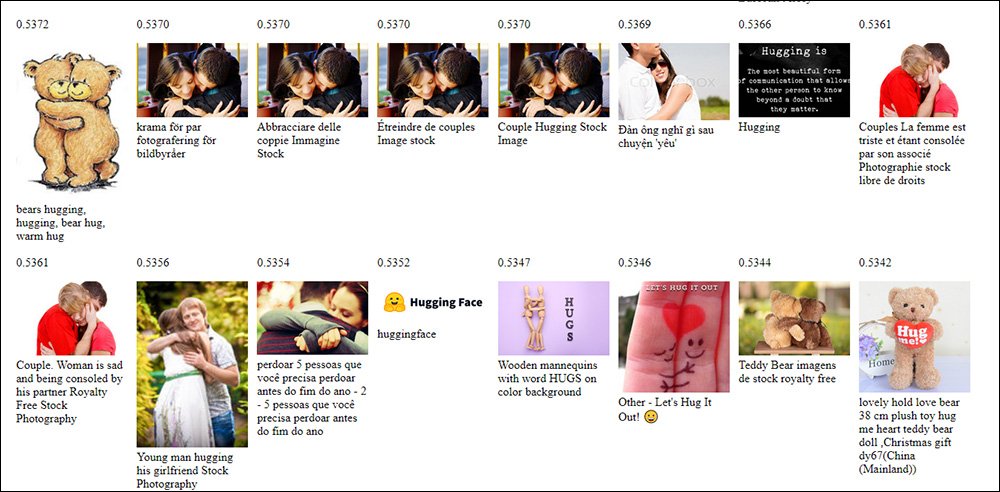 0.5372
0.5370
0.5370
0.5370
0.5370
0.5369
0.5366
0.5361
Hugging is
The most beautiful form
of communication that allows
the other person to know
beyond a doubt that
they matter.
krama för par
fotografering för
bildbyråer
Abbracciare delle
coppie Immagine
Stock
Étreindre de couples
Image stock
Couple Hugging Stock
Image
Đàn ông nghĩ gì sau
chuyện 'yêu'
Hugging
Couples La femme est
triste et étant consolée
par son associé
Photographie stock
libre de droits
bears hugging,
hugging, bear hug,
warm hug
0.5361
0.5356
0.5354
0.5352
0.5347
0.5346
0.5344
0.5342
Hugging Face
HUGS
LET'S HUG IT OUT
Hug
me!
Home
Couple. Woman is sad
and being consoled by
his partner Royalty
Free Stock
Photography
Young man hugging
his girlfriend Stock
Photography
perdoar 5 pessoas que
você precisa perdoar
antes do fim do ano - 2
- 5 pessoas que você
precisa perdoar antes
do fim do ano
huggingface
Wooden mannequins
with word HUGS on
color background
Other - Let's Hug It
Out! 😀
Teddy Bear imagens
de stock royalty free
lovely hold love bear
38 cm plush toy hug
me heart teddy bear
doll ,Christmas gift
dy67(China
(Mainland))